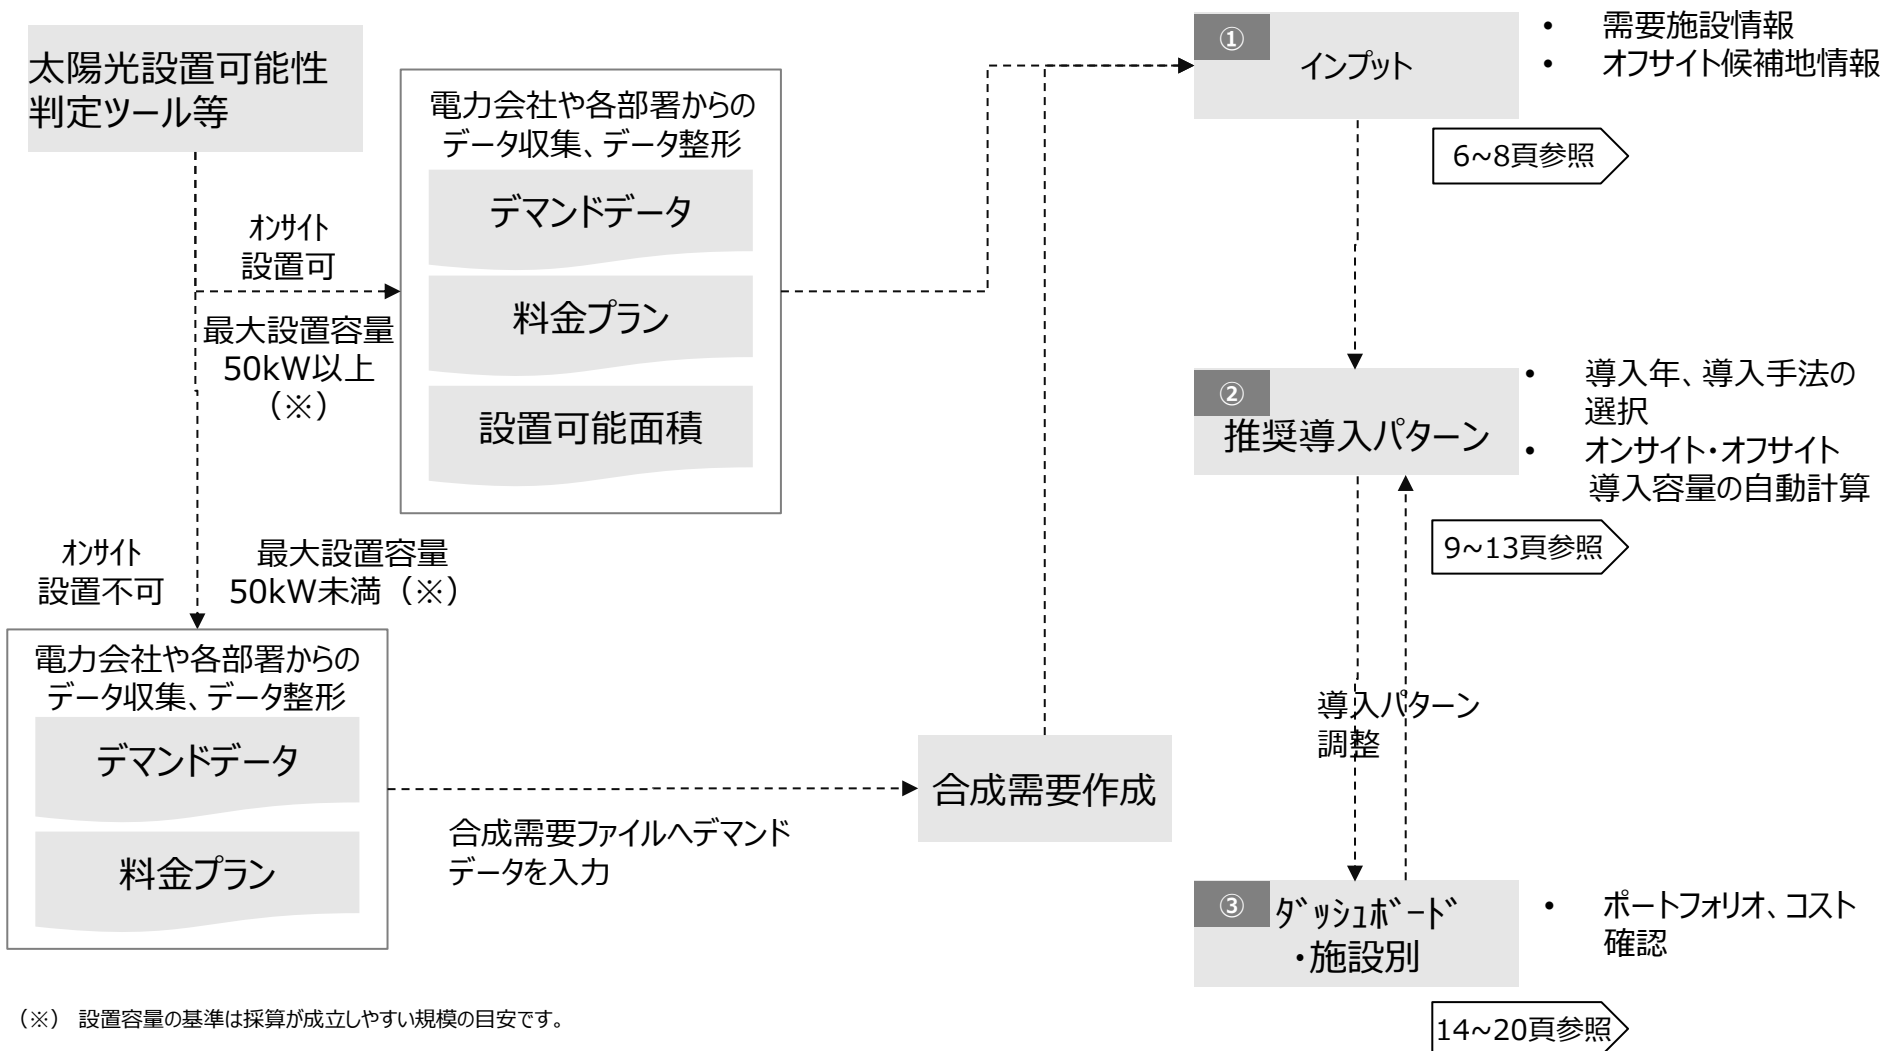 太陽光設置可能性
判定ツール等
オンサイト
設置可
最大設置容量
50kW以上
（※）
電力会社や各部署からの
データ収集、データ整形
デマンドデータ
料金プラン
設置可能面積
オンサイト
設置不可
最大設置容量
50kW未満（※）
電力会社や各部署からの
データ収集、データ整形
デマンドデータ
料金プラン
合成需要ファイルへデマンド
データを入力
合成需要作成
①
インプット
• 需要施設情報
• オフサイト候補地情報
6~8頁参照
②
推奨導入パターン
• 導入年、導入手法の
選択
• オンサイト・オフサイト
導入容量の自動計算
9~13頁参照
導入パターン
調整
③
ﾀﾞｯｼｭﾎﾞｰﾄﾞ
・施設別
• ポートフォリオ、コスト
確認
14~20頁参照
（※） 設置容量の基準は採算が成立しやすい規模の目安です。